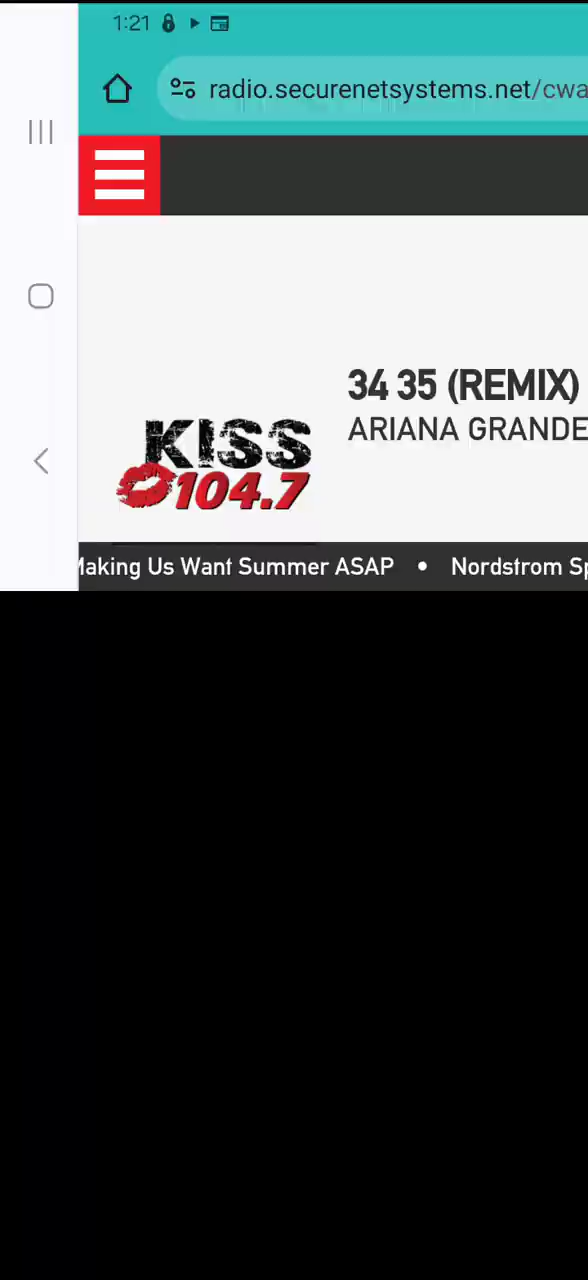 1:21
radio.securenetsystems.net/cwa
34 35 (REMIX)
ARIANA GRANDE
KISS
104.7
Making Us Want Summer ASAP • Nordstrom Sp